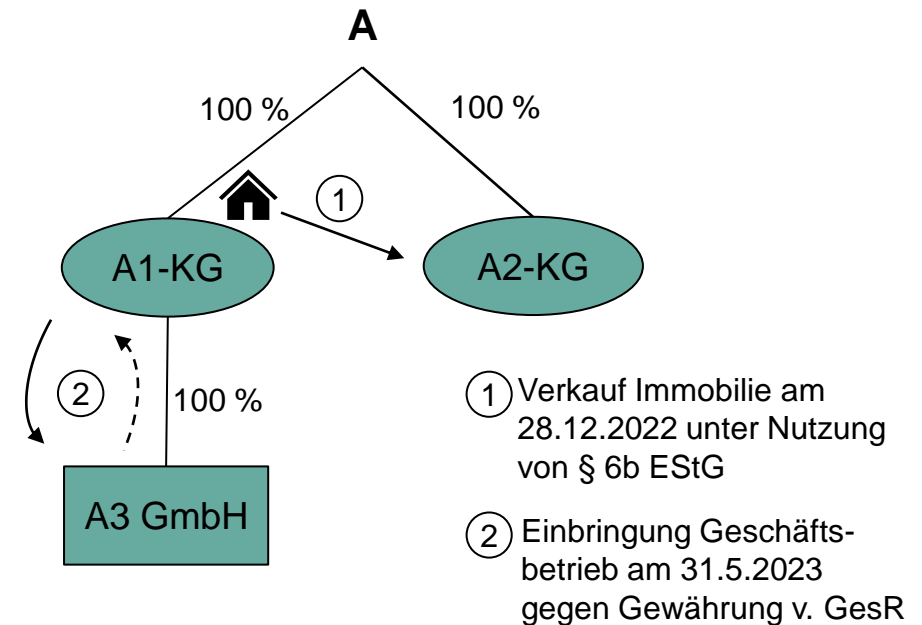 A
100 %
100 %
1
A1-KG
A2-KG
2
100 %
A3 GmbH
1 Verkauf Immobilie am
28.12.2022 unter Nutzung
von § 6b EStG
2 Einbringung Geschäfts-
betrieb am 31.5.2023
gegen Gewährung v. GesR